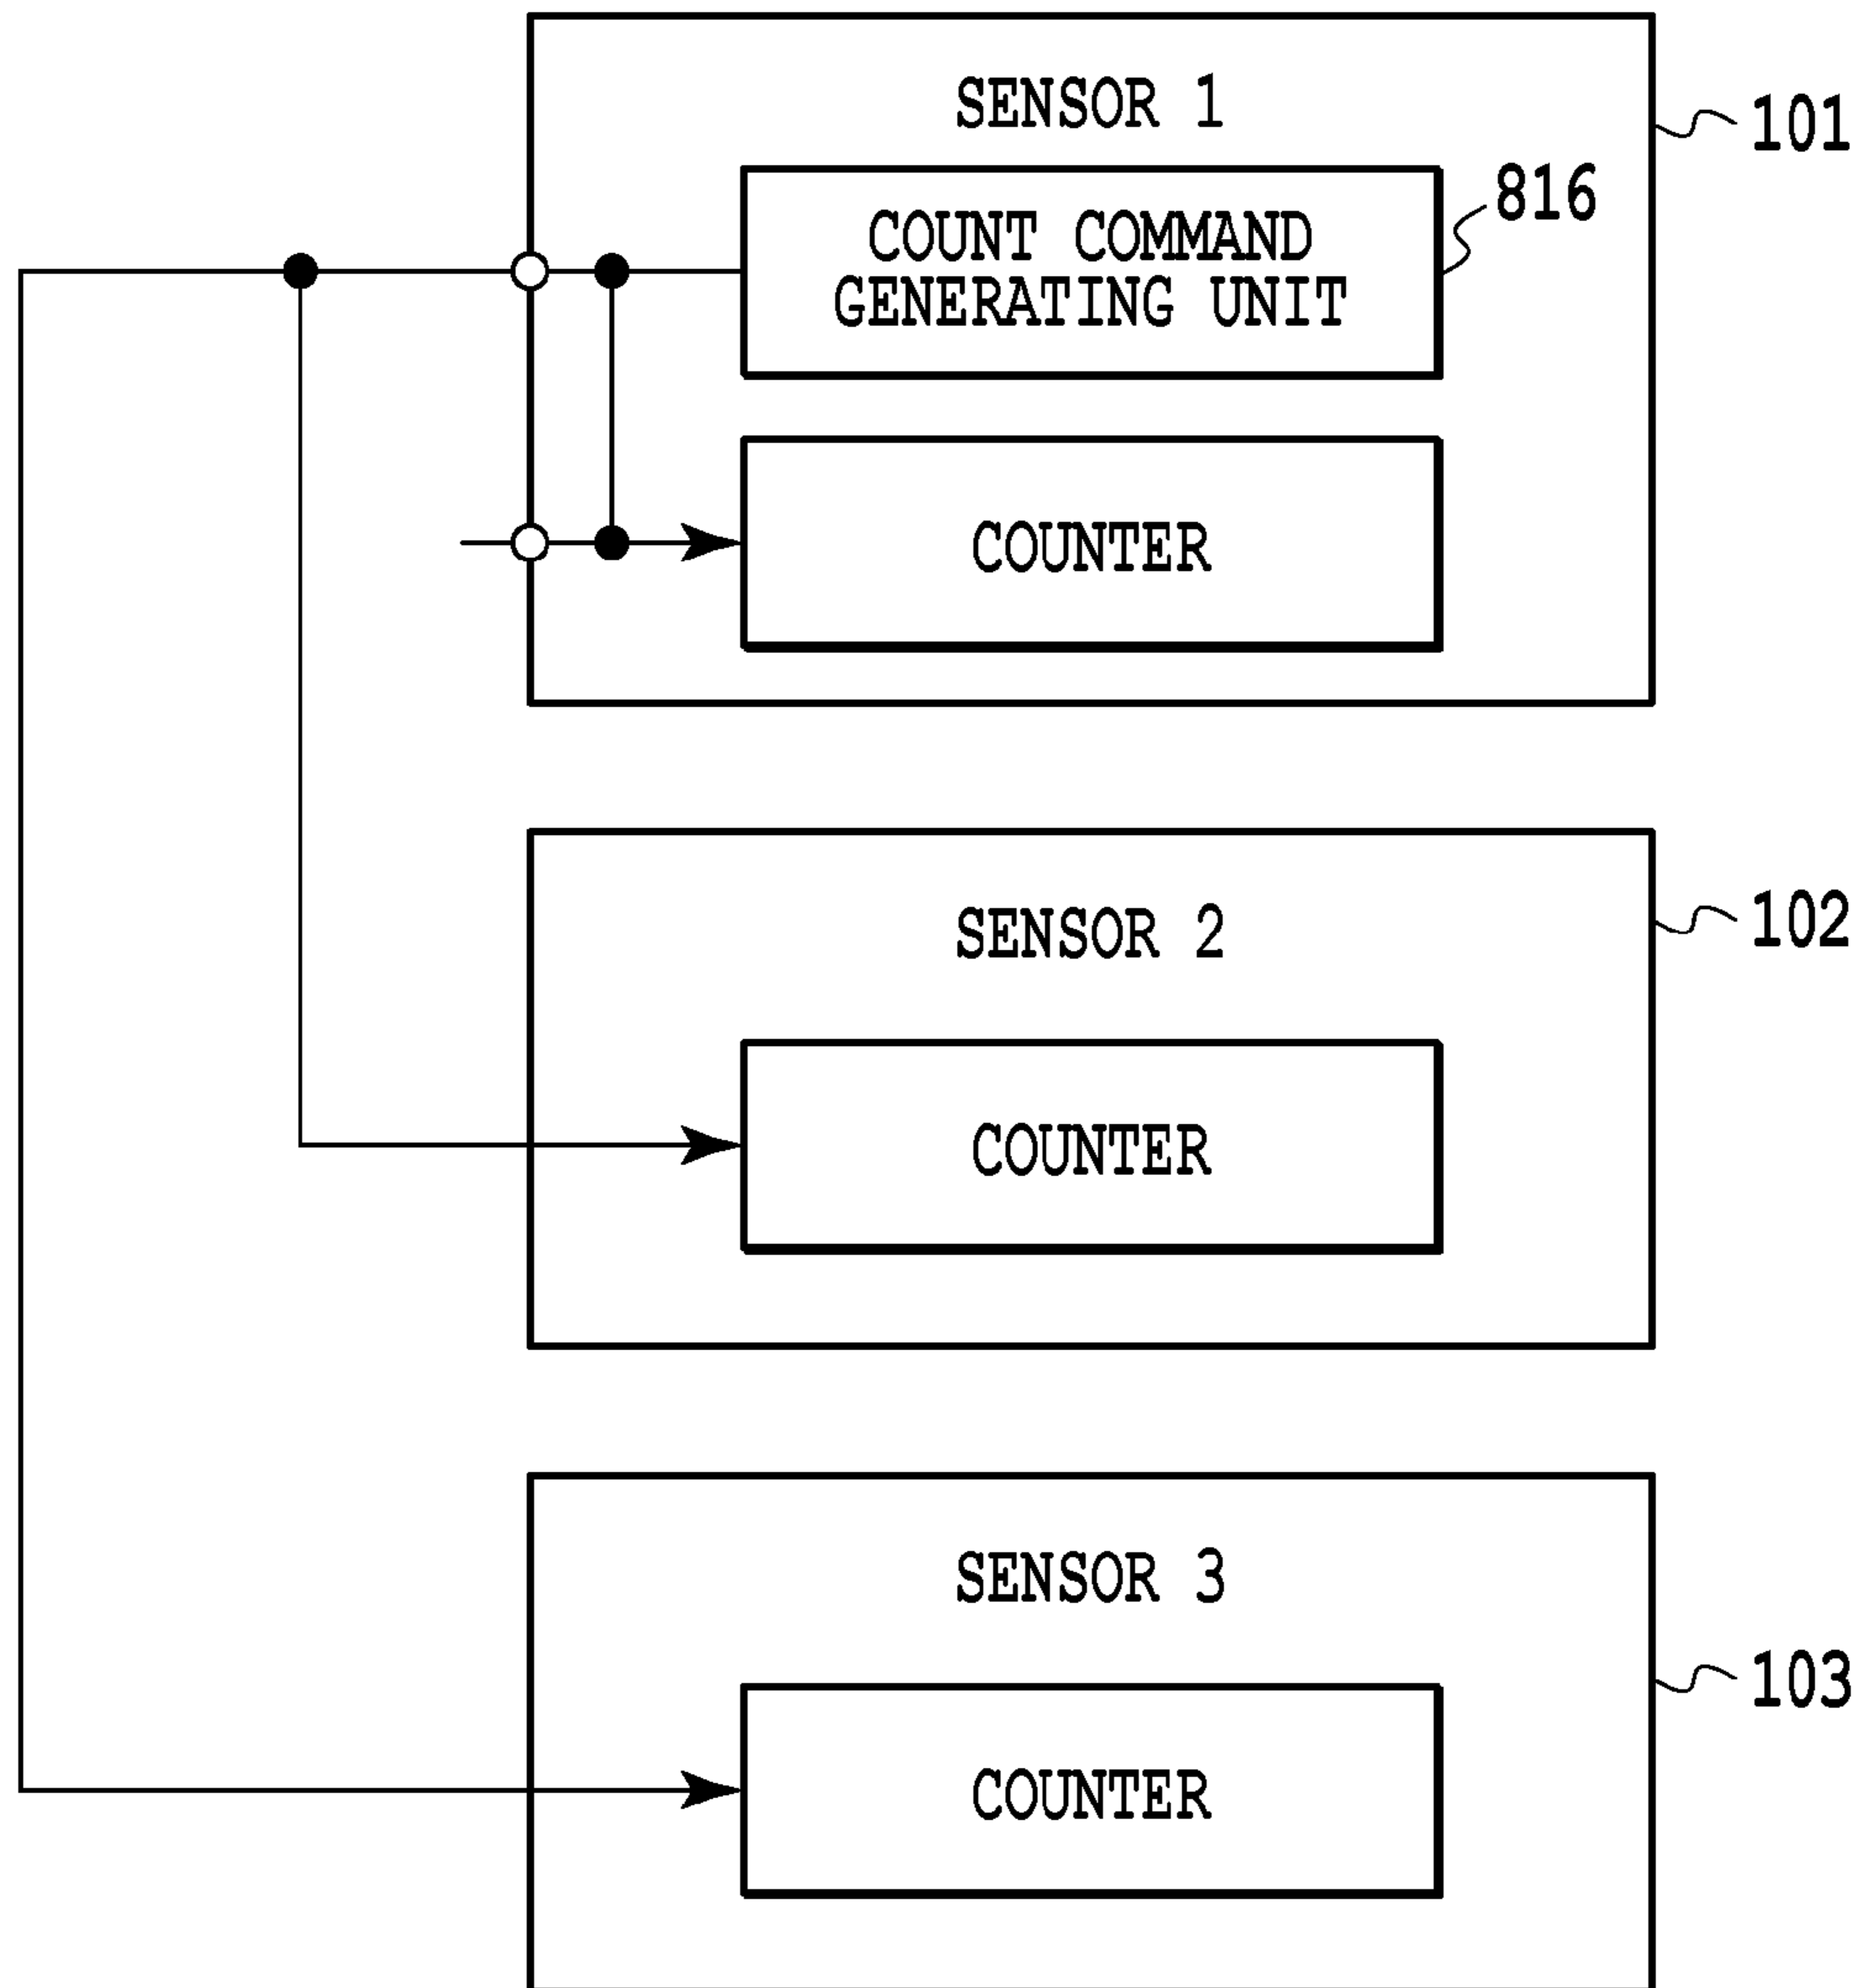 SENSOR 1
101
816
COUNT COMMAND
GENERATING UNIT
COUNTER
SENSOR 2
102
COUNTER
SENSOR 3
103
COUNTER